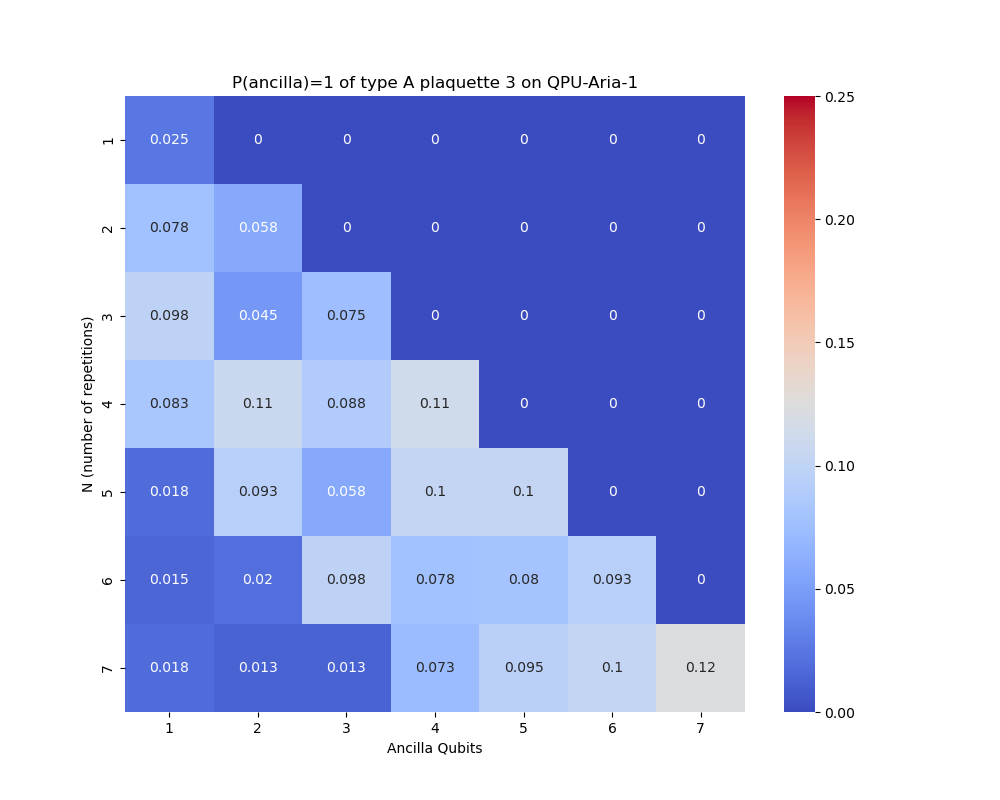 P(ancilla)=1 of type A plaquette 3 on QPU-Aria-1
N (number of repetitions)
1 0.025 0 0 0 0 0 0
2 0.078 0.058 0 0 0 0 0
3 0.098 0.045 0.075 0 0 0 0
4 0.083 0.11 0.088 0.11 0 0 0
5 0.018 0.093 0.058 0.1 0.1 0 0
6 0.015 0.02 0.098 0.078 0.08 0.093 0
7 0.018 0.013 0.013 0.073 0.095 0.1 0.12
1 2 3 4 5 6 7
Ancilla Qubits
0.25
0.20
0.15
0.10
0.05
0.00